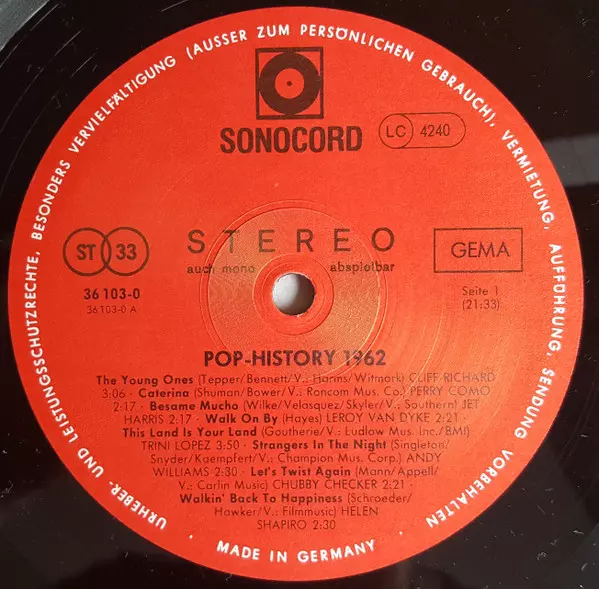 URHEBER- UND LEISTUNGSSCHUTZRECHTE, BESONDERS VERVIELFÄLTIGUNG (AUSSER ZUM PERSÖNLICHEN GEBRAUCH), VERMIETUNG, AUFFÜHRUNG, SENDUNG VORBEHALTEN
SONOCORD
LC 4240
ST 33
STEREO
auch mono abspielbar
GEMA
36 103-0
36 103-0 A
Seite 1
(21:33)
POP-HISTORY 1962
The Young Ones (Tepper/Bennett/V.: Harms/Witmark) CLIFF RICHARD
3:06 · Caterina (Shuman/Bower/V.: Roncom Mus. Co.) PERRY COMO
2:17 · Besame Mucho (Wilke/Velasquez/Skyler/V.: Southern) JET
HARRIS 2:17 · Walk On By (Hayes) LEROY VAN DYKE 2:21 ·
This Land Is Your Land (Goutherie/V.: Ludlow Mus. Inc./BMI)
TRINI LOPEZ 3:50 · Strangers In The Night (Singleton/
Snyder/Kaempfert/V.: Champion Mus. Corp.) ANDY
WILLIAMS 2:30 · Let's Twist Again (Mann/Appell/
V.: Carlin Music) CHUBBY CHECKER 2:21 ·
Walkin' Back To Happiness (Schroeder/
Hawker/V.: Filmmusic) HELEN
SHAPIRO 2:30
· MADE IN GERMANY ·